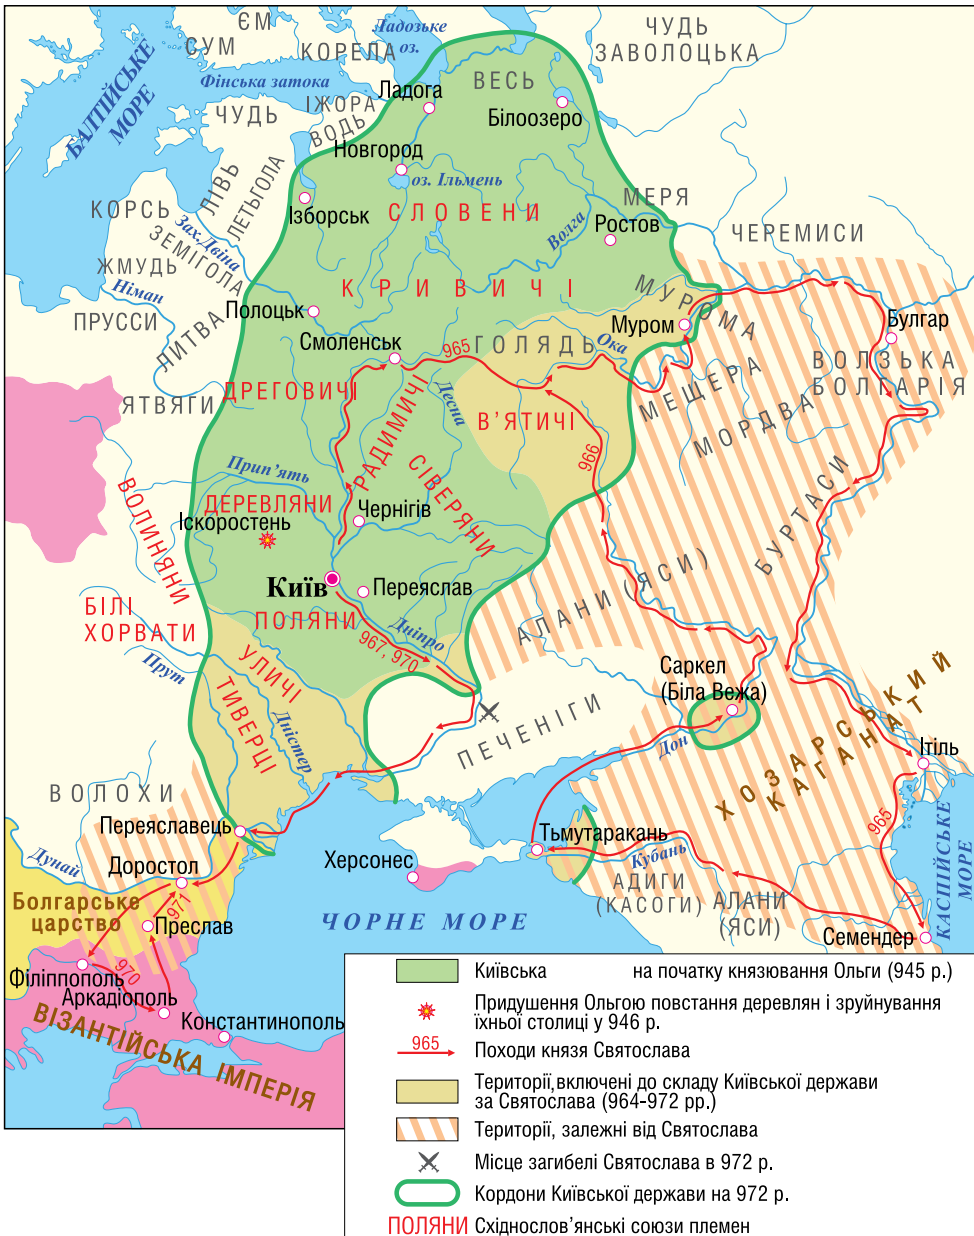 ЄМ
СУМ
КОРЕЛА
Ладозьке
оз.
ЧУДЬ
ЗАВОЛОЦЬКА
БАЛТІЙСЬКЕ
МОРЕ
Фінська затока
ВЕСЬ
Ладога
Білоозеро
ЧУДЬ
ІЖОРА
ВОДЬ
Новгород
оз. Ільмень
ЛІВЬ
ЛЕТЬГОЛА
Ізборськ
СЛОВЕНИ
МЕРЯ
КОРСЬ
Зах.Двіна
ЗЕМІГОЛА
Волга
Ростов
ЧЕРЕМИСИ
ЖМУДЬ
Німан
КРИВИЧІ
МУРОМА
ПРУССИ
ЛИТВА
Полоцьк
Муром
Булгар
Смоленськ
965
ГОЛЯДЬ
Ока
МЕЩЕРА
ВОЛЗЬКА
БОЛГАРІЯ
ЯТВЯГИ
ДРЕГОВИЧІ
РАДИМИЧІ
Десна
В’ЯТИЧІ
МОРДВА
966
Прип’ять
СІВЕРЯНИ
БУРТАСИ
ВОЛИНЯНИ
ДЕРЕВЛЯНИ
Іскоростень
Чернігів
Київ
Переяслав
АЛАНИ (ЯСИ)
БІЛІ
ХОРВАТИ
ПОЛЯНИ
967, 970
Дніпро
Прут
УЛИЧІ
ТИВЕРЦІ
Дністер
ПЕЧЕНІГИ
Саркел
(Біла Вежа)
Дон
ХОЗАРСЬКИЙ
КАГАНАТ
Ітіль
965
ВОЛОХИ
Переяславець
Дунай
Доростол
Херсонес
Тьмутаракань
Кубань
АДИГИ
(КАСОГИ)
АЛАНИ
(ЯСИ)
КАСПІЙСЬКЕ
МОРЕ
Семендер
Болгарське
царство
971
Преслав
ЧОРНЕ МОРЕ
Філіппополь
970
Аркадіополь
Константинополь
ВІЗАНТІЙСЬКА ІМПЕРІЯ
Київська на початку князювання Ольги (945 р.)
Придушення Ольгою повстання деревлян і зруйнування
їхньої столиці у 946 р.
965 Походи князя Святослава
Території,включені до складу Київської держави
за Святослава (964-972 рр.)
Території, залежні від Святослава
Місце загибелі Святослава в 972 р.
Кордони Київської держави на 972 р.
ПОЛЯНИ Східнослов’янські союзи племен